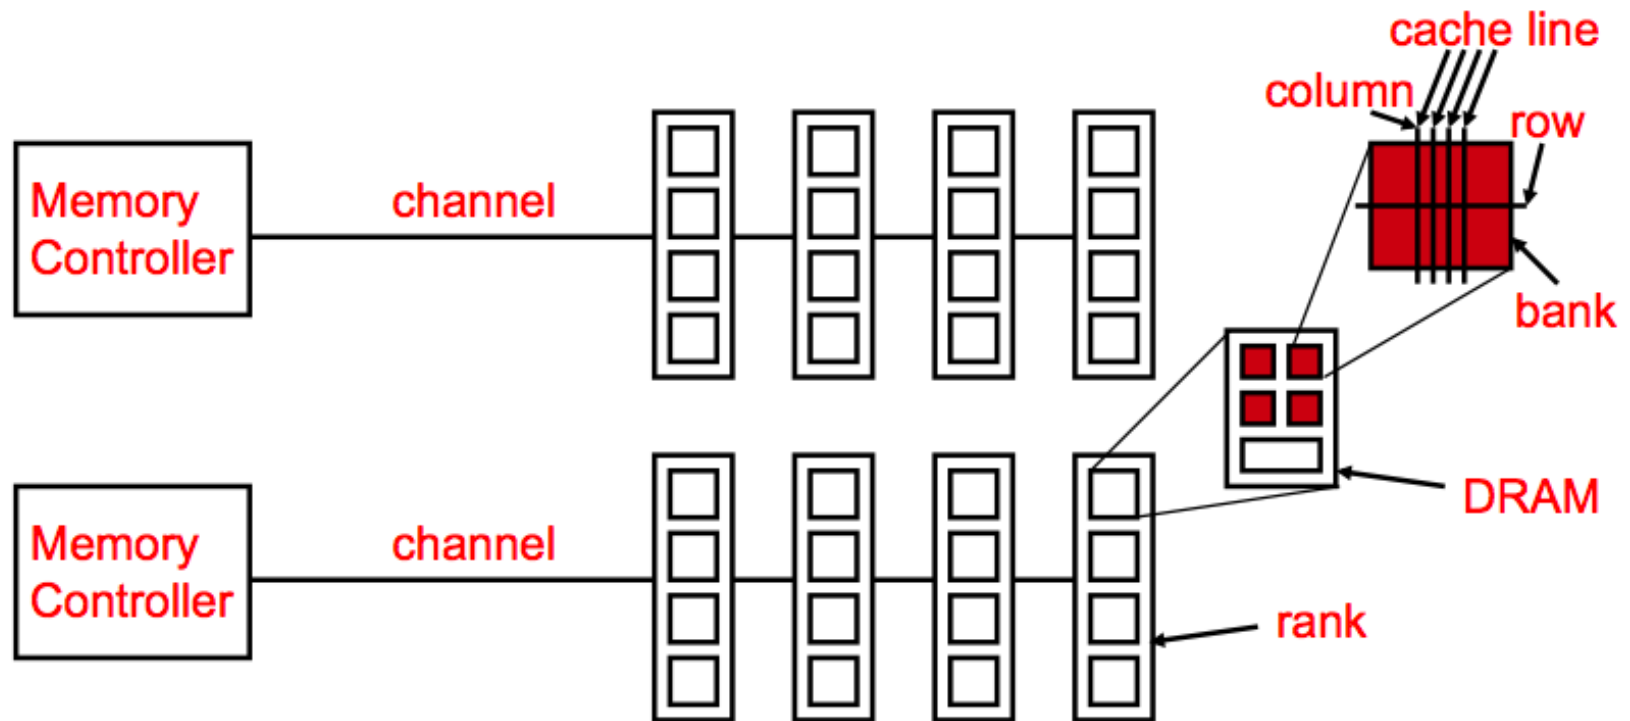 cache line
column
row
Memory
Controller
channel
bank
DRAM
Memory
Controller
channel
rank